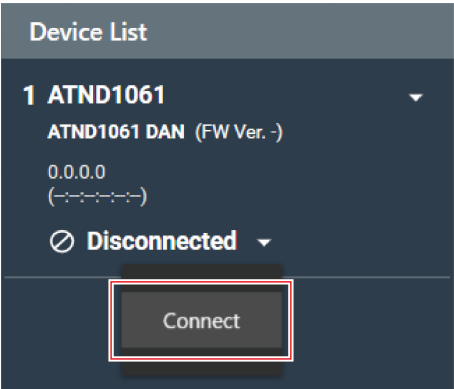 Device List
1 ATND1061
ATND1061 DAN (FW Ver. -)
0.0.0.0
(--:--:--:--:--:--)
Disconnected
Connect